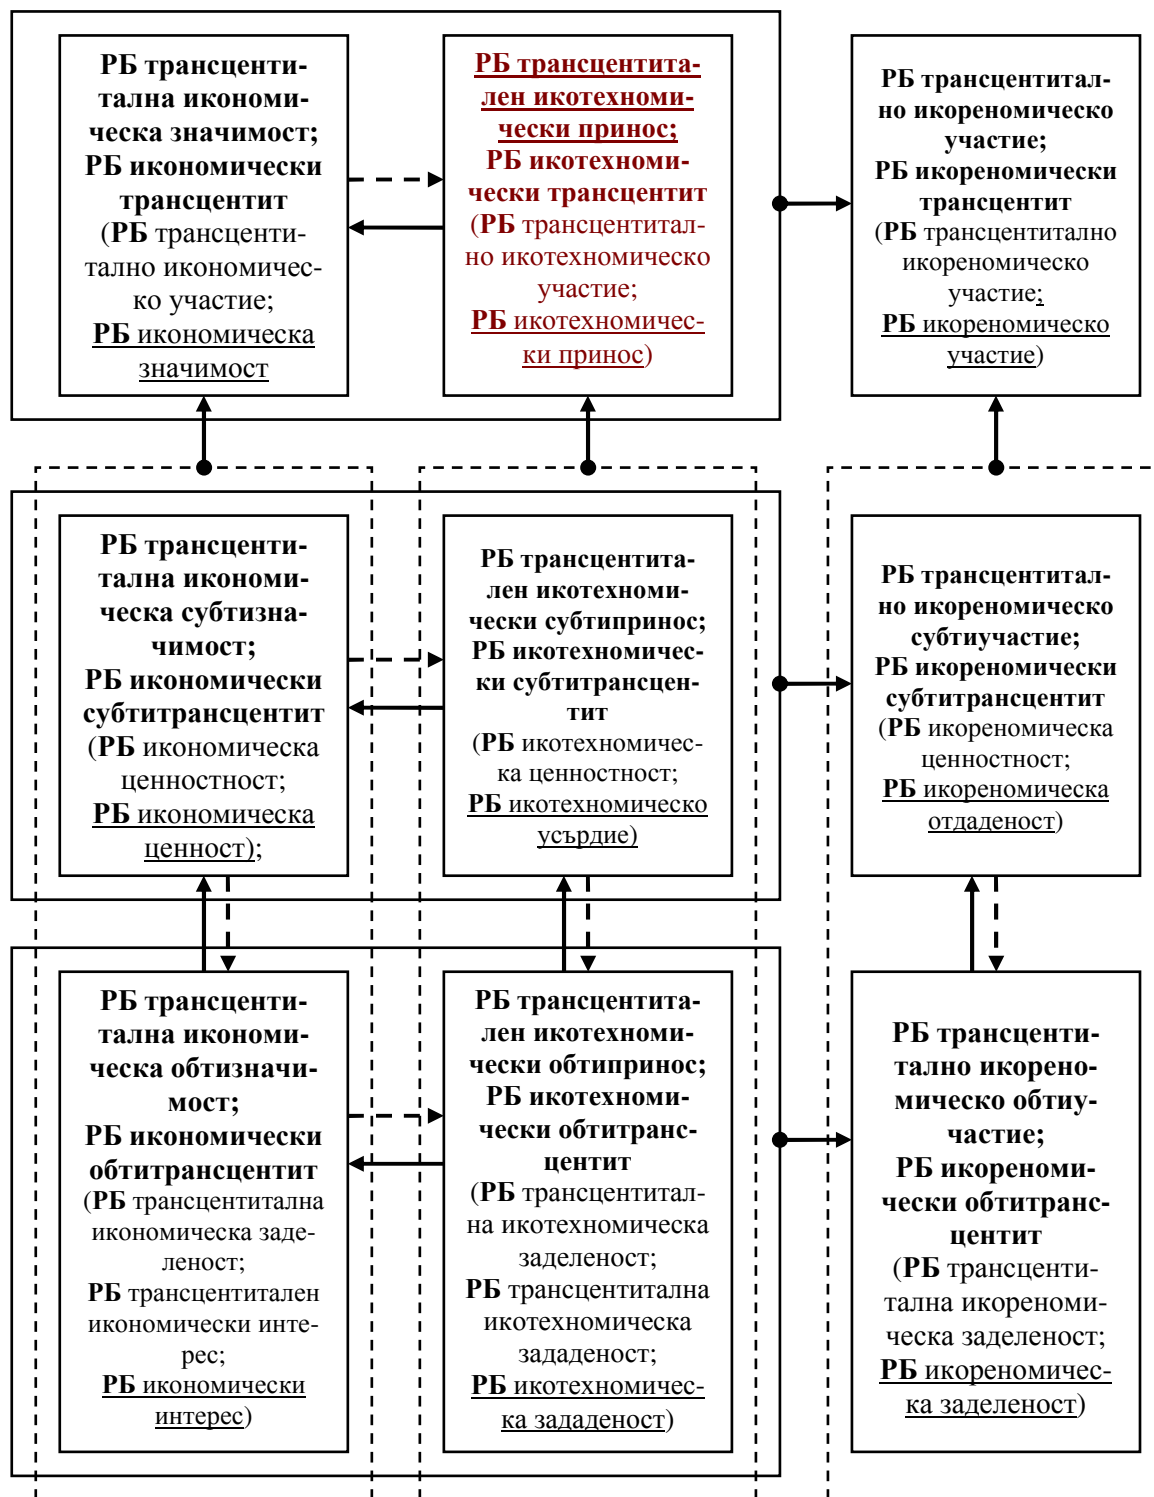 РБ трансценти-
тална икономи-
ческа значимост;
РБ икономически
трансцентит
(РБ трансценти-
тално икономичес-
ко участие;
РБ икономическа
значимост
РБ трансцентита-
лен икотехноми-
чески принос;
РБ икотехноми-
чески трансцентит
(РБ трансцентитал-
но икотехномическо
участие;
РБ икотехномичес-
ки принос)
РБ трансцентитал-
но икореномическо
участие;
РБ икореномически
трансцентит
(РБ трансцентитално
икореномическо
участие;
РБ икореномическо
участие)
РБ трансценти-
тална икономи-
ческа субтизна-
чимост;
РБ икономически
субтитрансцентит
(РБ икономическа
ценностност;
РБ икономическа
ценност);
РБ трансцентита-
лен икотехноми-
чески субтипринос;
РБ икотехномичес-
ки субтитрансцен-
тит
(РБ икотехномичес-
ка ценностност;
РБ икотехномическо
усърдие)
РБ трансцентитал-
но икореномическо
субтиучастие;
РБ икореномически
субтитрансцентит
(РБ икореномическа
ценностност;
РБ икореномическа
отдаденост)
РБ трансценти-
тална икономи-
ческа обтизначи-
мост;
РБ икономически
обтитрансцентит
(РБ трансцентитална
икономическа заде-
леност;
РБ трансцентитален
икономически инте-
рес;
РБ икономически
интерес)
РБ трансцентита-
лен икотехноми-
чески обтипринос;
РБ икотехноми-
чески обтитранс-
центит
(РБ трансцентитал-
на икотехномическа
заделеност;
РБ трансцентитална
икотехномическа
зададеност;
РБ икотехномичес-
ка зададеност)
РБ трансценти-
тално икорено-
мическо обтиу-
частие;
РБ икореноми-
чески обтитранс-
центит
(РБ трансценти-
тална икореноми-
ческа заделеност;
РБ икореномичес-
ка заделеност)